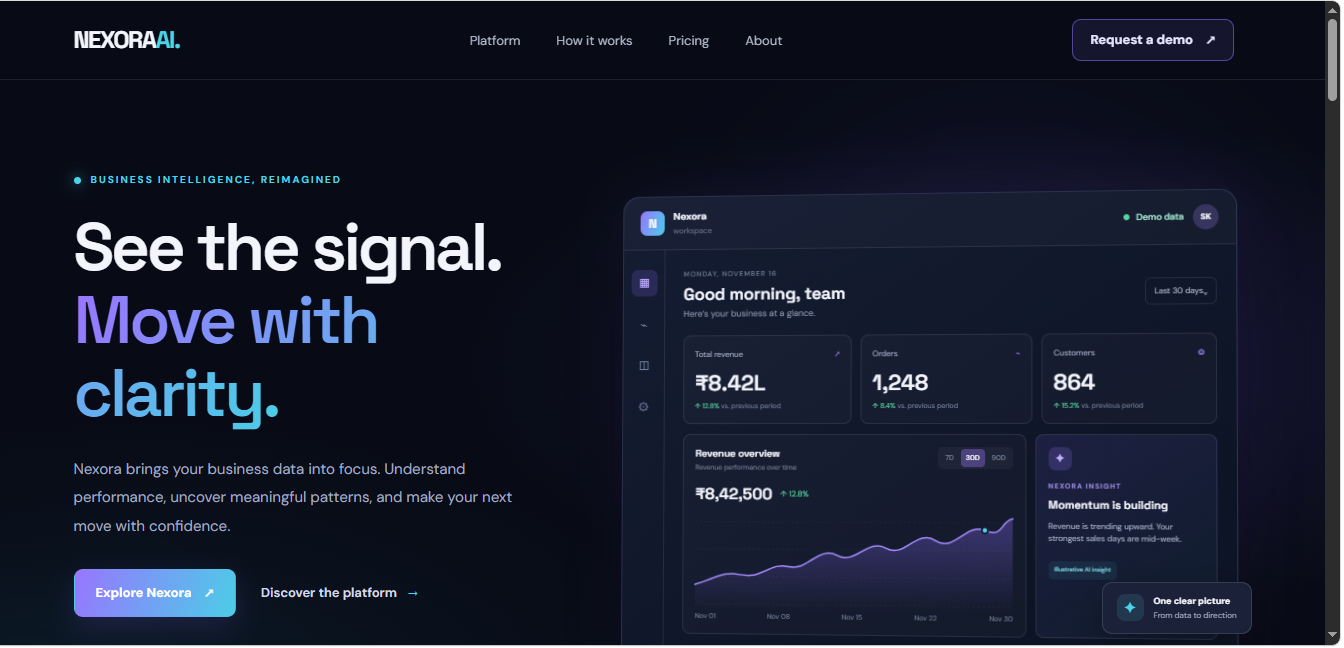 NEXORAAI.
Platform
How it works
Pricing
About
Request a demo ↗
BUSINESS INTELLIGENCE, REIMAGINED
See the signal.
Move with
clarity.
Nexora brings your business data into focus. Understand
performance, uncover meaningful patterns, and make your next
move with confidence.
Explore Nexora ↗
Discover the platform →
N
Nexora
workspace
Demo data
SK
MONDAY, NOVEMBER 16
Good morning, team
Here's your business at a glance.
Last 30 days
Total revenue ↗
₹8.42L
↑ 12.8% vs. previous period
Orders
1,248
↑ 8.4% vs. previous period
Customers
864
↑ 15.2% vs. previous period
Revenue overview
Revenue performance over time
7D 30D 90D
₹8,42,500 ↑ 12.8%
Nov 01 Nov 08 Nov 15 Nov 22 Nov 30
NEXORA INSIGHT
Momentum is building
Revenue is trending upward. Your
strongest sales days are mid-week.
Illustrative AI insight
One clear picture
From data to direction